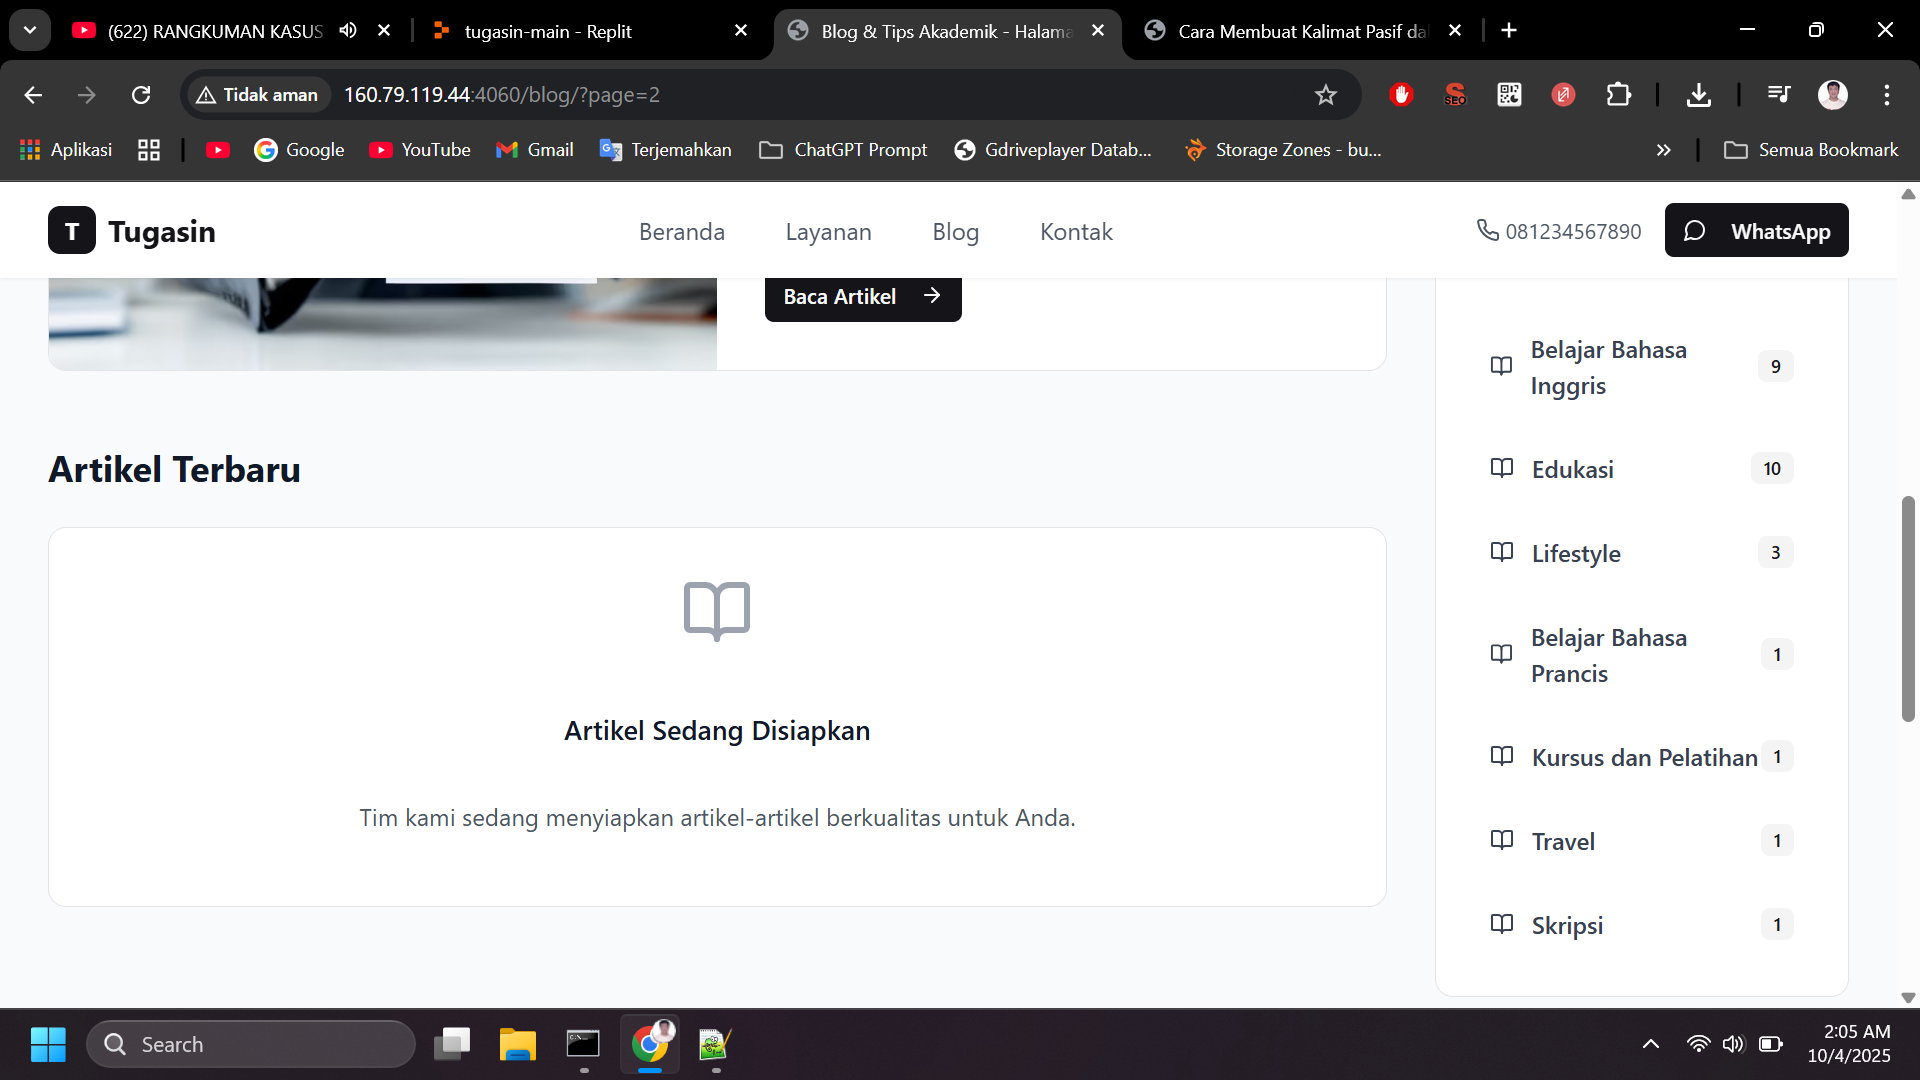 (622) RANGKUMAN KASUS
tugasin-main - Replit
Blog & Tips Akademik - Halama
Cara Membuat Kalimat Pasif da
Tidak aman
160.79.119.44:4060/blog/?page=2
SEO
Aplikasi
Google
YouTube
Gmail
Terjemahkan
ChatGPT Prompt
Gdriveplayer Datab...
Storage Zones - bu...
Semua Bookmark
T Tugasin
Beranda
Layanan
Blog
Kontak
081234567890
WhatsApp
Baca Artikel
Artikel Terbaru
Artikel Sedang Disiapkan
Tim kami sedang menyiapkan artikel-artikel berkualitas untuk Anda.
Belajar Bahasa
Inggris
9
Edukasi
10
Lifestyle
3
Belajar Bahasa
Prancis
1
Kursus dan Pelatihan
1
Travel
1
Skripsi
1
Search
2:05 AM
10/4/2025